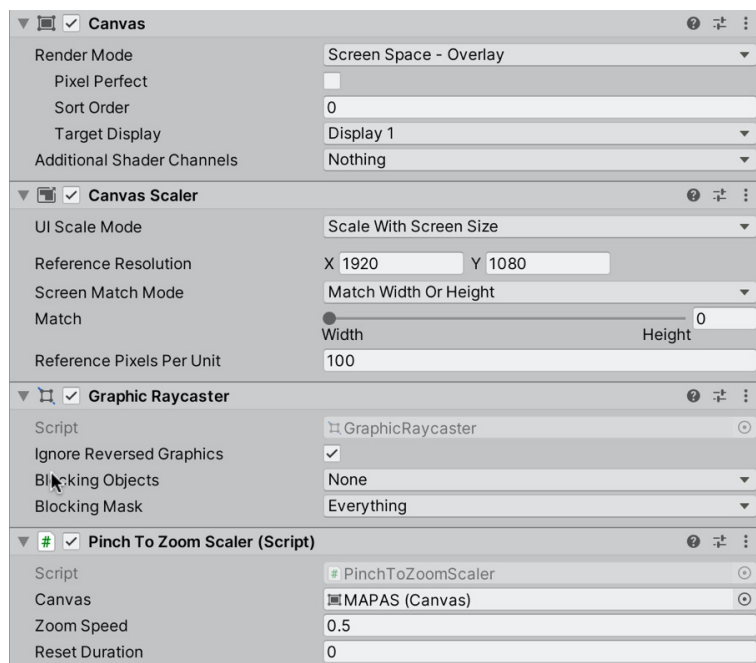 Canvas
Render Mode Screen Space - Overlay
Pixel Perfect
Sort Order 0
Target Display Display 1
Additional Shader Channels Nothing
Canvas Scaler
UI Scale Mode Scale With Screen Size
Reference Resolution X 1920 Y 1080
Screen Match Mode Match Width Or Height
Match 0
Width Height
Reference Pixels Per Unit 100
Graphic Raycaster
Script GraphicRaycaster
Ignore Reversed Graphics
Blocking Objects None
Blocking Mask Everything
# Pinch To Zoom Scaler (Script)
Script # PinchToZoomScaler
Canvas MAPAS (Canvas)
Zoom Speed 0.5
Reset Duration 0